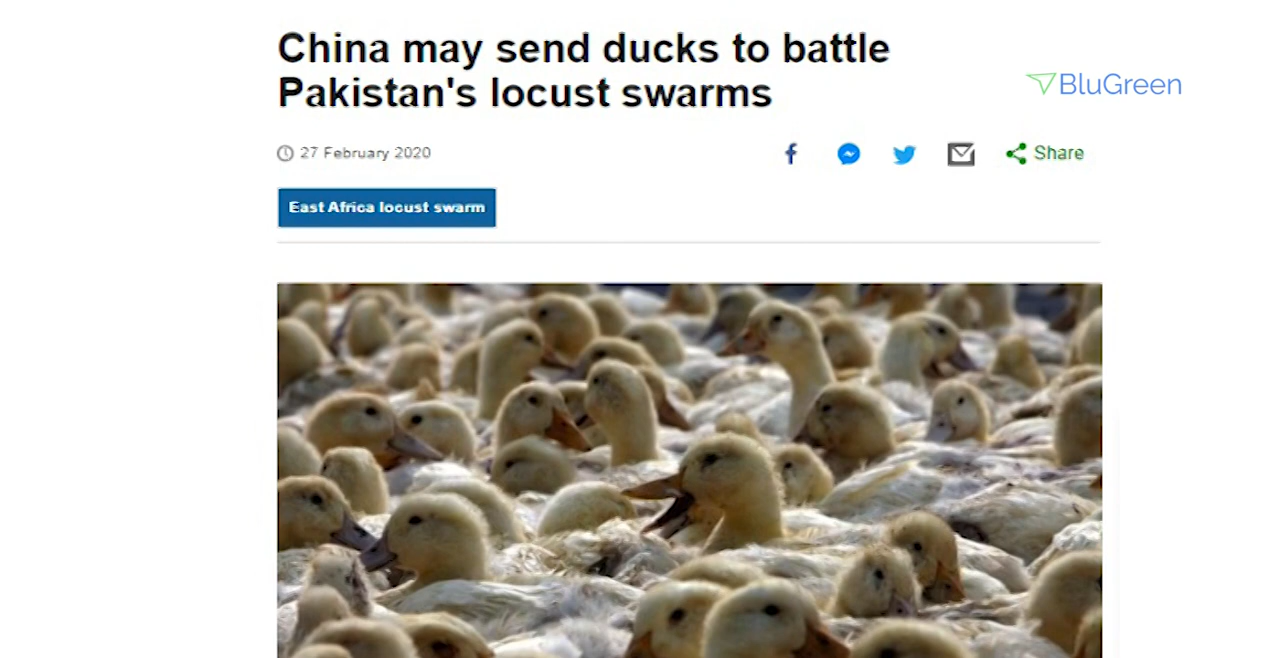 China may send ducks to battle
Pakistan's locust swarms
BluGreen
27 February 2020
Share
East Africa locust swarm